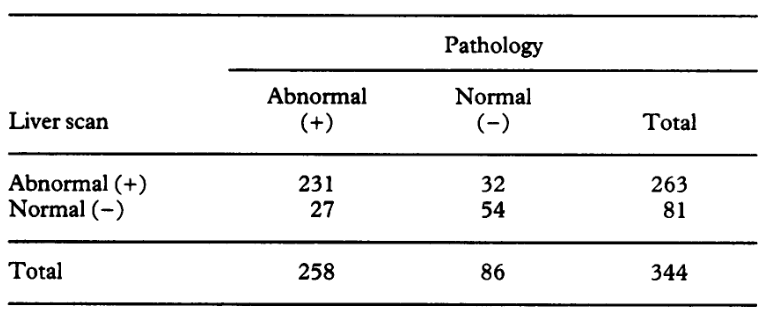 Pathology
Abnormal Normal
Liver scan (+) (−) Total
Abnormal (+) 231 32 263
Normal (−) 27 54 81
Total 258 86 344